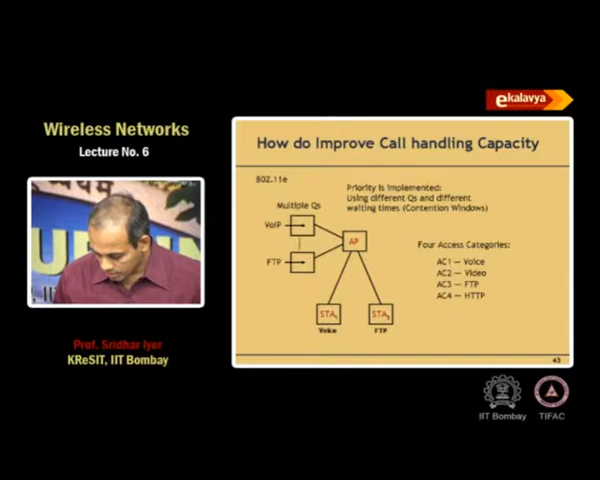 ekalavya
Wireless Networks
Lecture No. 6
Prof. Sridhar Iyer
KReSIT, IIT Bombay
How do Improve Call handling Capacity
802.11e
Priority is implemented:
Using different Qs and different
waiting times (Contention Windows)
Multiple Qs
VoIP
FTP
AP
STA1
Voice
STA2
FTP
Four Access Categories:
AC1 — Voice
AC2 — Video
AC3 — FTP
AC4 — HTTP
43
IIT Bombay
TIFAC